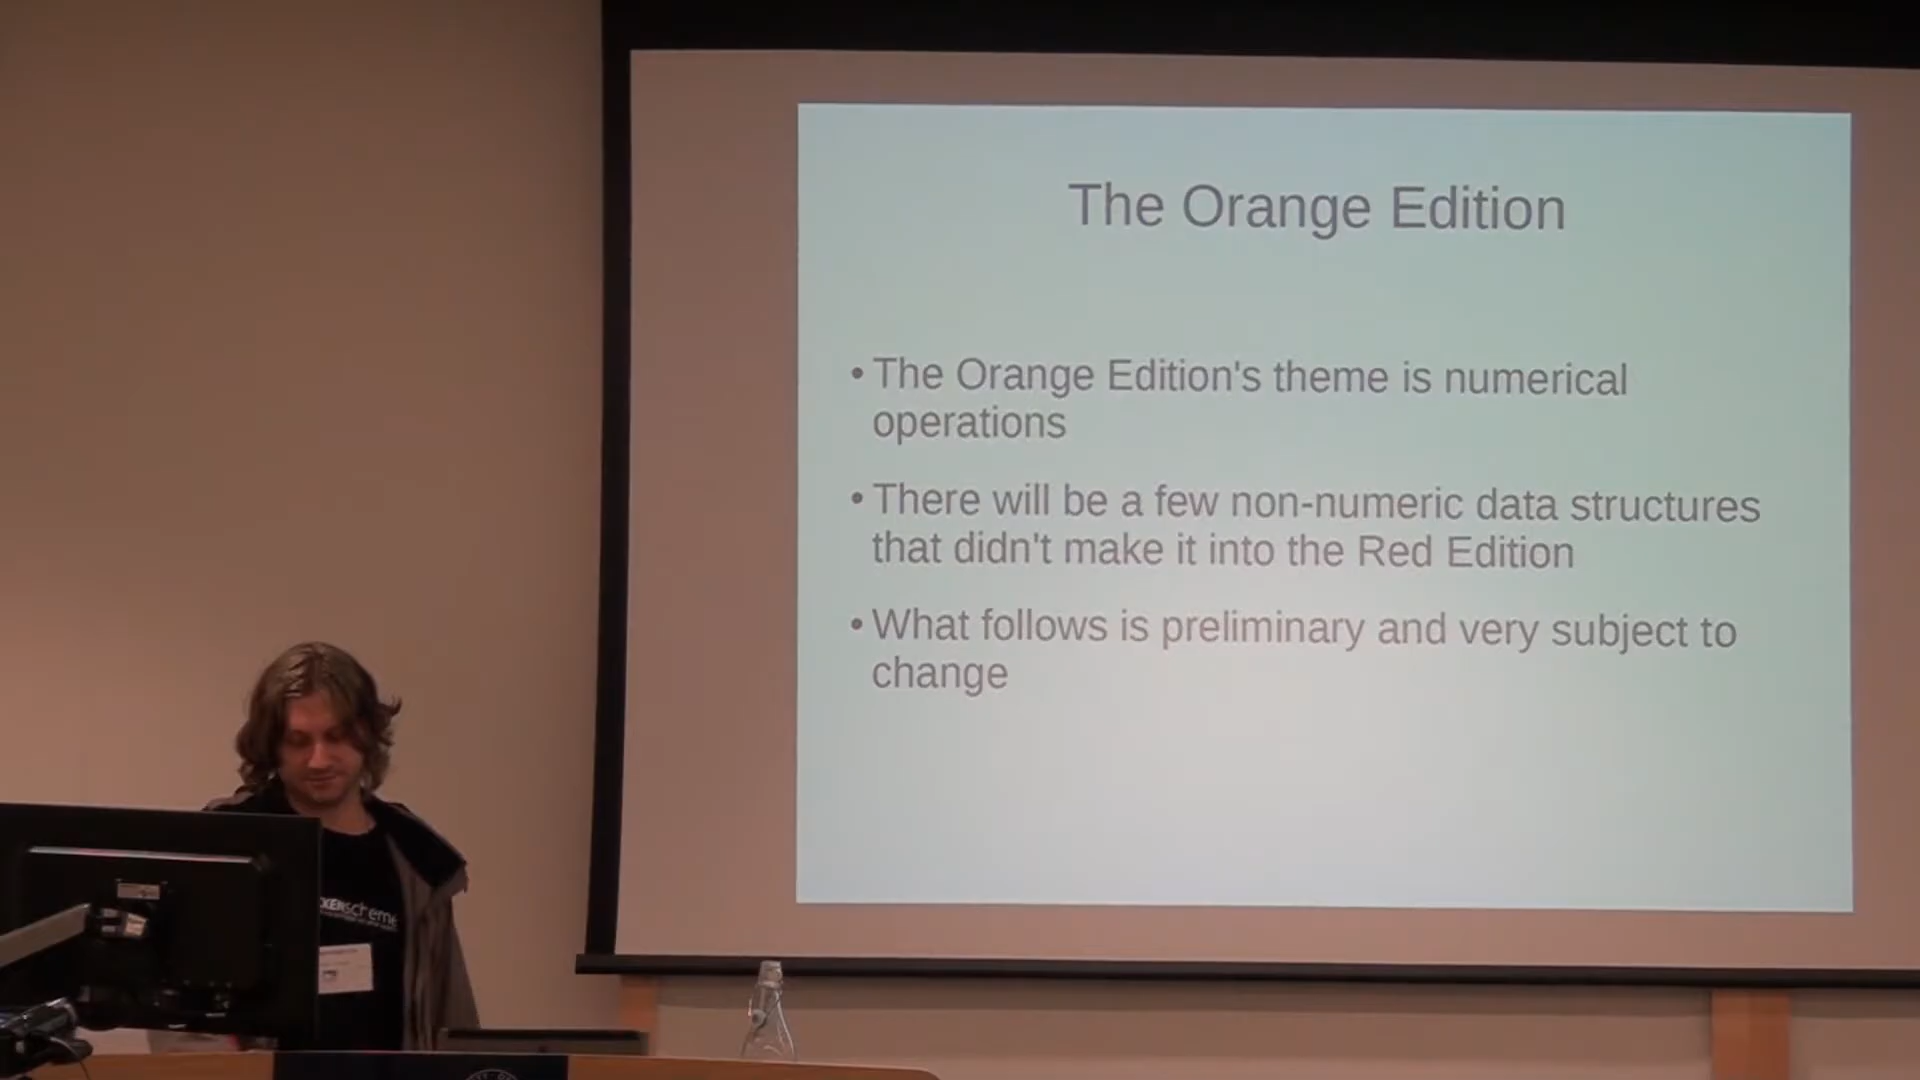 The Orange Edition
• The Orange Edition's theme is numerical
operations
• There will be a few non-numeric data structures
that didn't make it into the Red Edition
• What follows is preliminary and very subject to
change